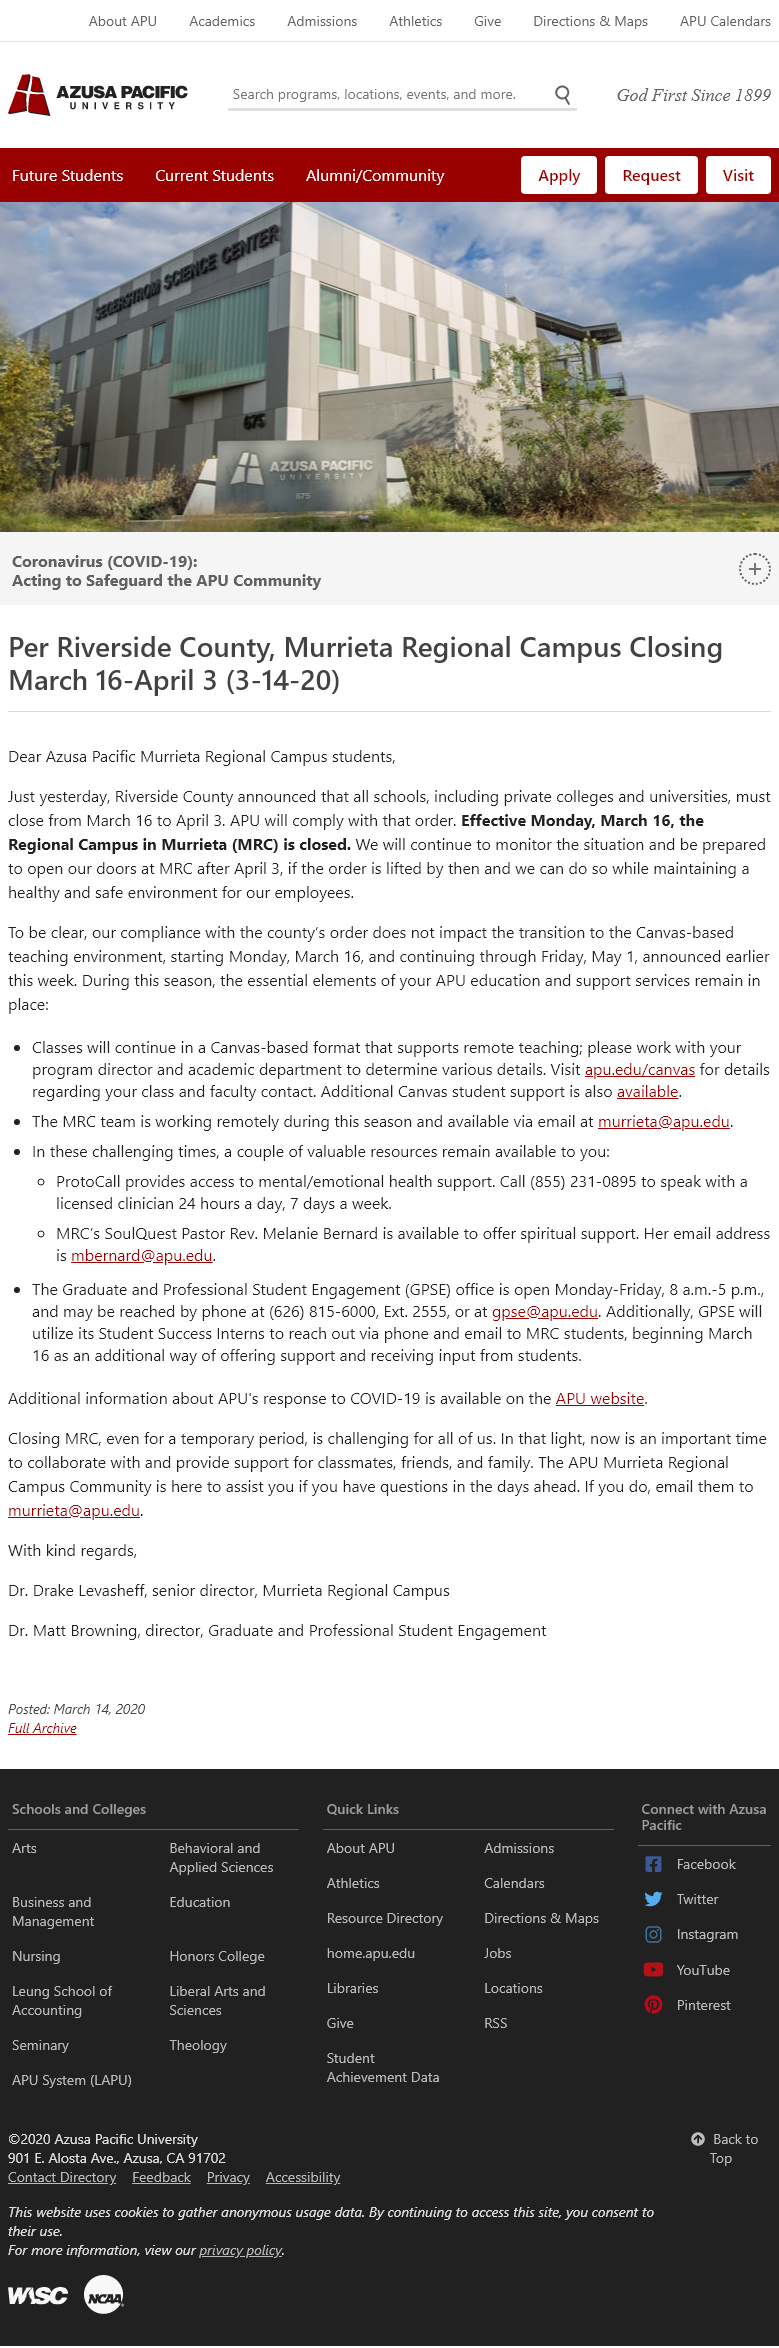 About APU Academics Admissions Athletics Give Directions & Maps APU Calendars
AZUSA PACIFIC
UNIVERSITY
Search programs, locations, events, and more.
God First Since 1899
Future Students Current Students Alumni/Community Apply Request Visit
SEGERSTROM SCIENCE CENTER
675
AZUSA PACIFIC
UNIVERSITY
675
Coronavirus (COVID-19):
Acting to Safeguard the APU Community
Per Riverside County, Murrieta Regional Campus Closing
March 16-April 3 (3-14-20)
Dear Azusa Pacific Murrieta Regional Campus students,
Just yesterday, Riverside County announced that all schools, including private colleges and universities, must
close from March 16 to April 3. APU will comply with that order. Effective Monday, March 16, the
Regional Campus in Murrieta (MRC) is closed. We will continue to monitor the situation and be prepared
to open our doors at MRC after April 3, if the order is lifted by then and we can do so while maintaining a
healthy and safe environment for our employees.
To be clear, our compliance with the county’s order does not impact the transition to the Canvas-based
teaching environment, starting Monday, March 16, and continuing through Friday, May 1, announced earlier
this week. During this season, the essential elements of your APU education and support services remain in
place:
• Classes will continue in a Canvas-based format that supports remote teaching; please work with your
program director and academic department to determine various details. Visit apu.edu/canvas for details
regarding your class and faculty contact. Additional Canvas student support is also available.
• The MRC team is working remotely during this season and available via email at murrieta@apu.edu.
• In these challenging times, a couple of valuable resources remain available to you:
◦ ProtoCall provides access to mental/emotional health support. Call (855) 231-0895 to speak with a
licensed clinician 24 hours a day, 7 days a week.
◦ MRC’s SoulQuest Pastor Rev. Melanie Bernard is available to offer spiritual support. Her email address
is mbernard@apu.edu.
• The Graduate and Professional Student Engagement (GPSE) office is open Monday-Friday, 8 a.m.-5 p.m.,
and may be reached by phone at (626) 815-6000, Ext. 2555, or at gpse@apu.edu. Additionally, GPSE will
utilize its Student Success Interns to reach out via phone and email to MRC students, beginning March
16 as an additional way of offering support and receiving input from students.
Additional information about APU's response to COVID-19 is available on the APU website.
Closing MRC, even for a temporary period, is challenging for all of us. In that light, now is an important time
to collaborate with and provide support for classmates, friends, and family. The APU Murrieta Regional
Campus Community is here to assist you if you have questions in the days ahead. If you do, email them to
murrieta@apu.edu.
With kind regards,
Dr. Drake Levasheff, senior director, Murrieta Regional Campus
Dr. Matt Browning, director, Graduate and Professional Student Engagement
Posted: March 14, 2020
Full Archive
Schools and Colleges
Arts
Behavioral and
Applied Sciences
Business and
Management
Education
Nursing
Honors College
Leung School of
Accounting
Liberal Arts and
Sciences
Seminary
Theology
APU System (LAPU)
Quick Links
About APU
Admissions
Athletics
Calendars
Resource Directory
Directions & Maps
home.apu.edu
Jobs
Libraries
Locations
Give
RSS
Student
Achievement Data
Connect with Azusa
Pacific
Facebook
Twitter
Instagram
YouTube
Pinterest
©2020 Azusa Pacific University
901 E. Alosta Ave., Azusa, CA 91702
Contact Directory Feedback Privacy Accessibility
Back to
Top
This website uses cookies to gather anonymous usage data. By continuing to access this site, you consent to
their use.
For more information, view our privacy policy.
WSC
NCAA